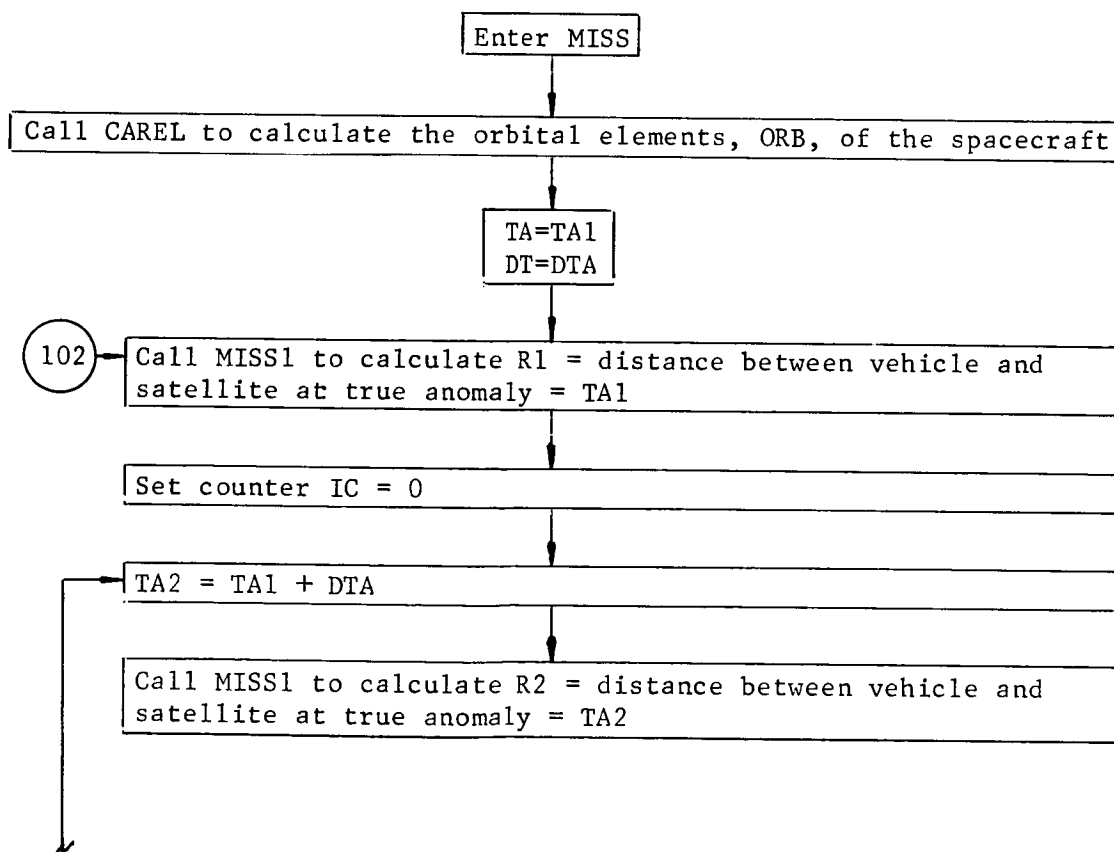 Enter MISS
Call CAREL to calculate the orbital elements, ORB, of the spacecraft
TA=TA1
DT=DTA
102
Call MISS1 to calculate R1 = distance between vehicle and
satellite at true anomaly = TA1
Set counter IC = 0
TA2 = TA1 + DTA
Call MISS1 to calculate R2 = distance between vehicle and
satellite at true anomaly = TA2